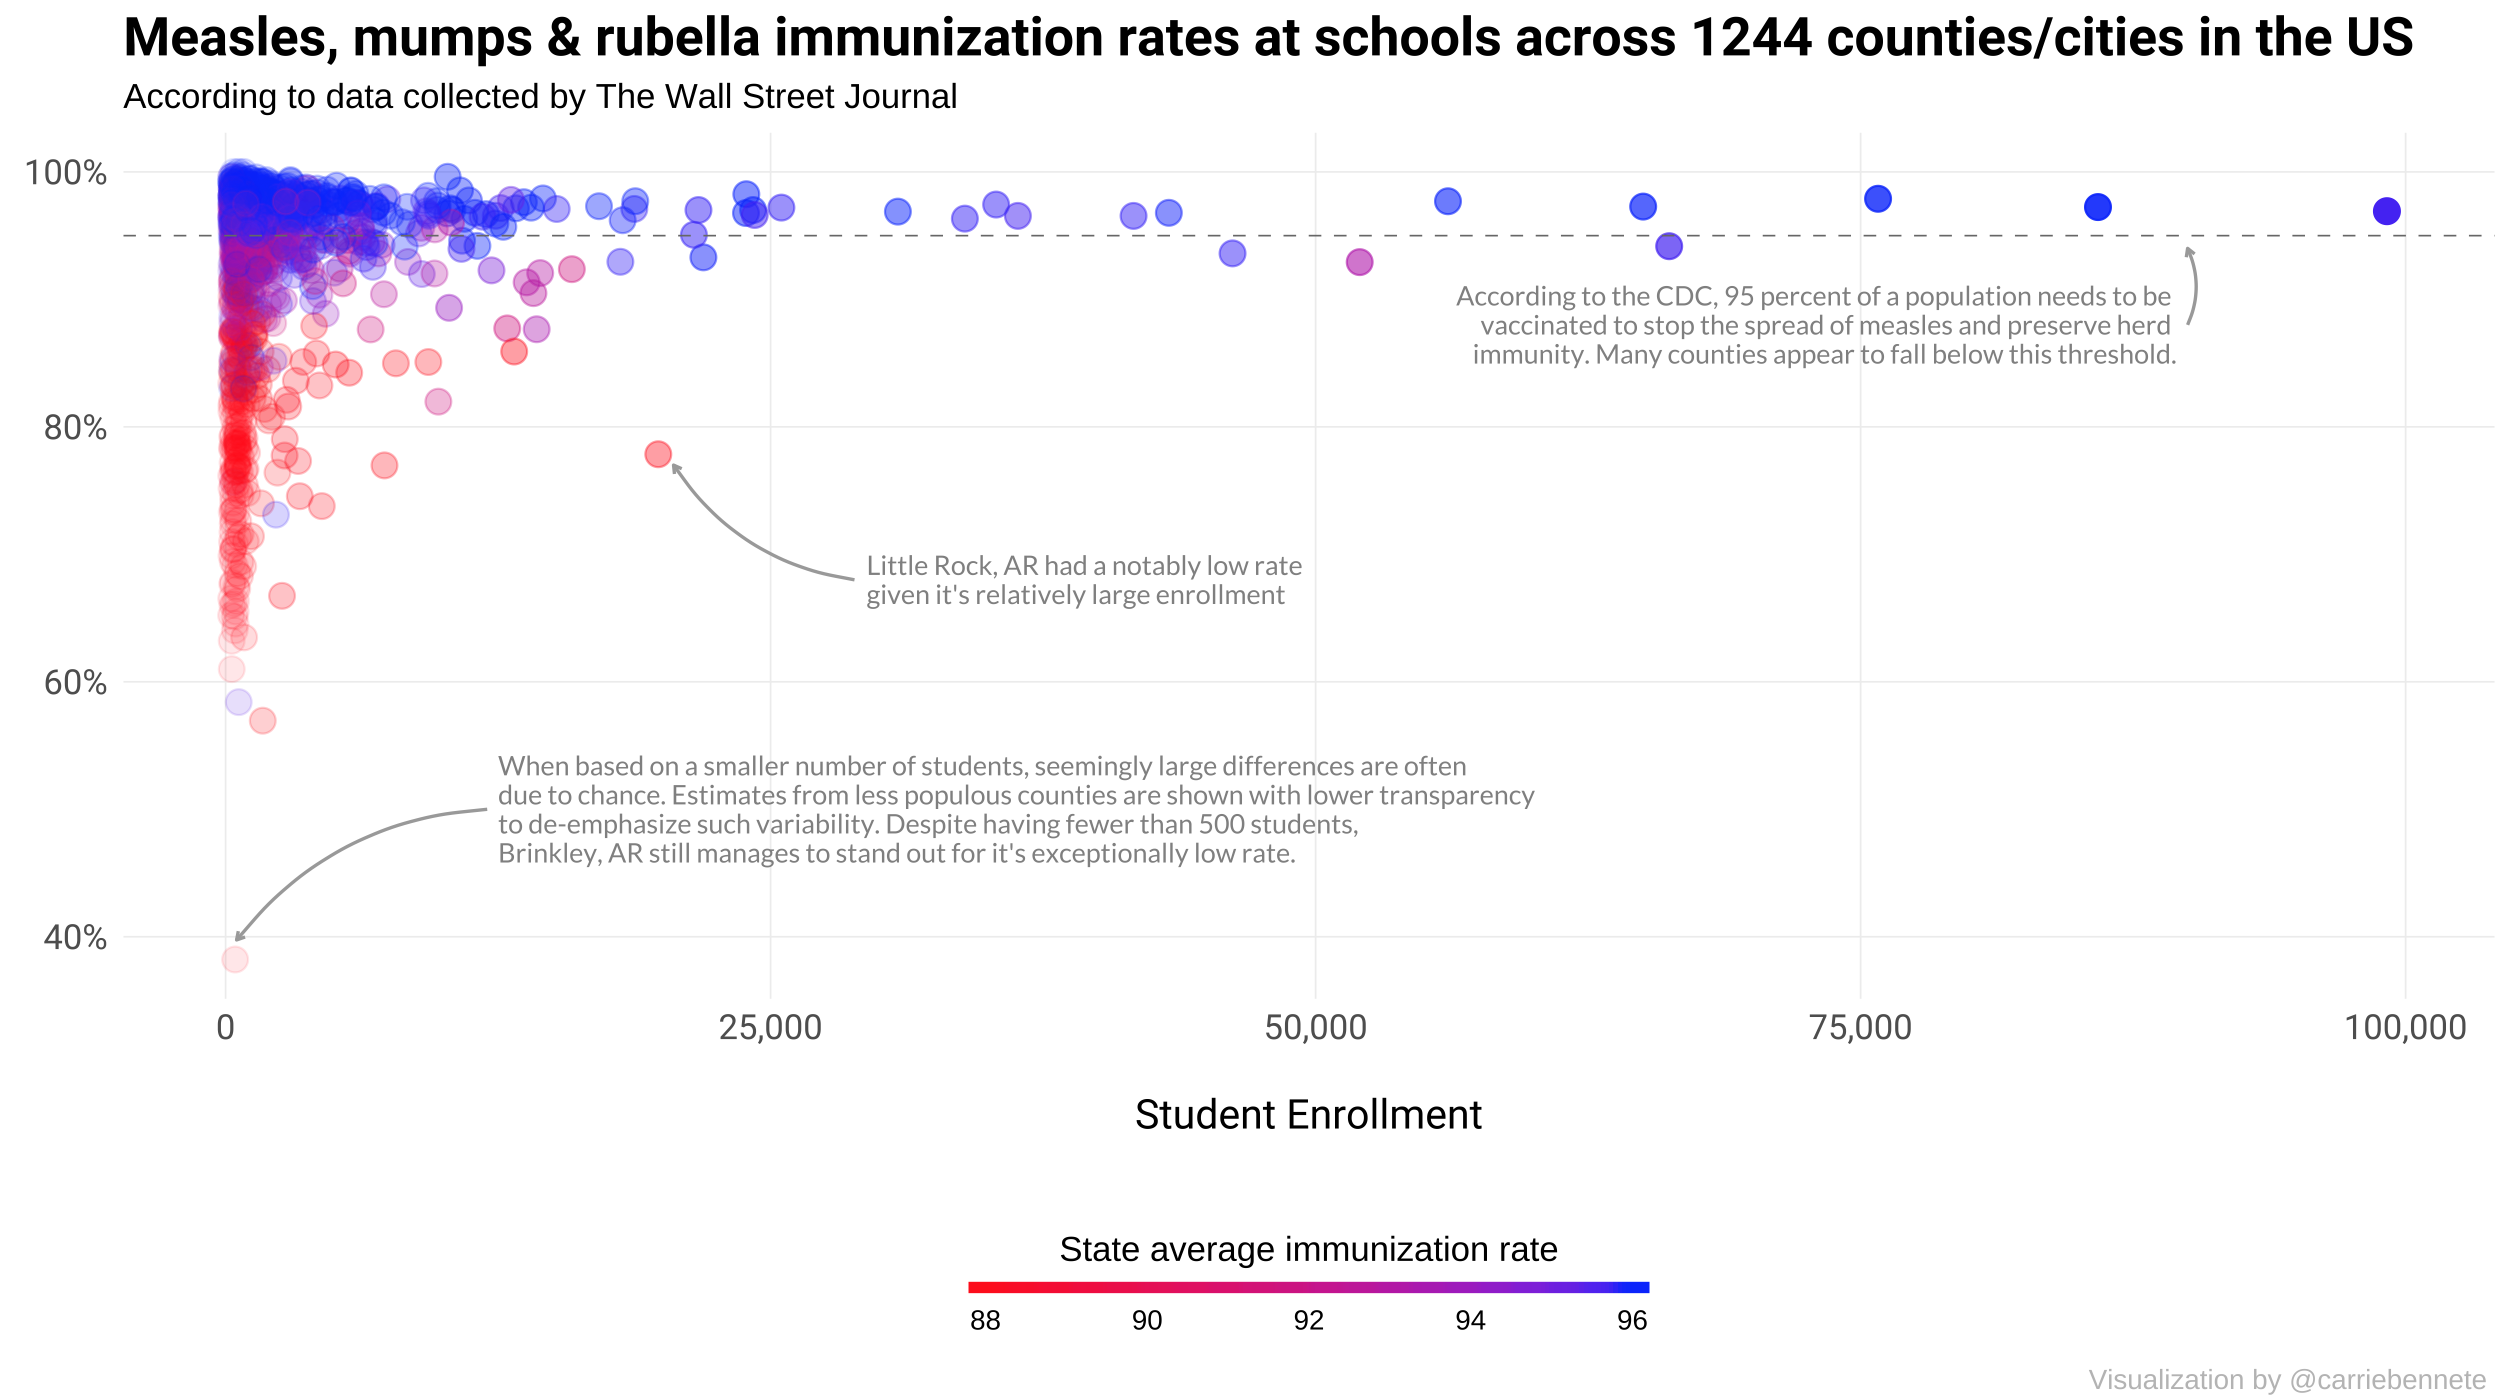 Measles, mumps & rubella immunization rates at schools across 1244 counties/cities in the US
According to data collected by The Wall Street Journal
100%
80%
60%
40%
According to the CDC, 95 percent of a population needs to be
vaccinated to stop the spread of measles and preserve herd
immunity. Many counties appear to fall below this threshold.
Little Rock, AR had a notably low rate
given it's relatively large enrollment
When based on a smaller number of students, seemingly large differences are often
due to chance. Estimates from less populous counties are shown with lower transparency
to de-emphasize such variability. Despite having fewer than 500 students,
Brinkley, AR still manages to stand out for it's exceptionally low rate.
0
25,000
50,000
75,000
100,000
Student Enrollment
State average immunization rate
88
90
92
94
96
Visualization by @carriebennete